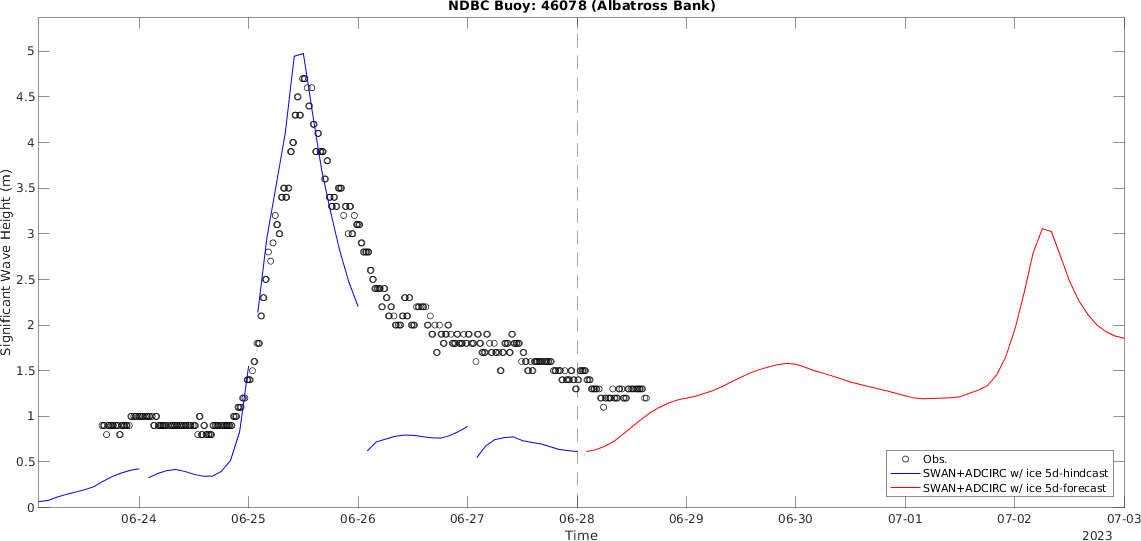 NDBC Buoy: 46078 (Albatross Bank)
Significant Wave Height (m)
5
4.5
4
3.5
3
2.5
2
1.5
1
0.5
0
Obs.
SWAN+ADCIRC w/ ice 5d-hindcast
SWAN+ADCIRC w/ ice 5d-forecast
06-24 06-25 06-26 06-27 06-28 06-29 06-30 07-01 07-02 07-03
Time
2023